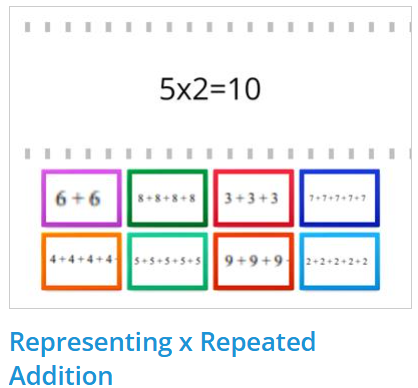 5x2=10
6+6
8+8+8+8
3+3+3
7+7+7+7+7
4+4+4+4
5+5+5+5+5
9+9+9
2+2+2+2+2
Representing x Repeated
Addition